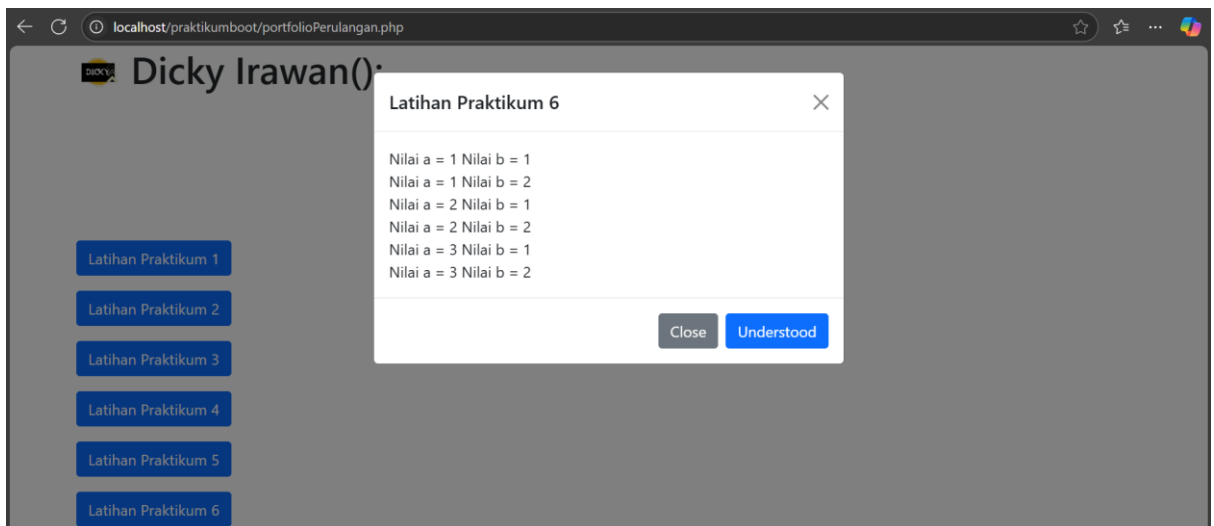 localhost/praktikumboot/portfolioPerulangan.php
DICKY
Dicky Irawan();
Latihan Praktikum 6
Nilai a = 1 Nilai b = 1
Nilai a = 1 Nilai b = 2
Nilai a = 2 Nilai b = 1
Nilai a = 2 Nilai b = 2
Nilai a = 3 Nilai b = 1
Nilai a = 3 Nilai b = 2
Close Understood
Latihan Praktikum 1
Latihan Praktikum 2
Latihan Praktikum 3
Latihan Praktikum 4
Latihan Praktikum 5
Latihan Praktikum 6